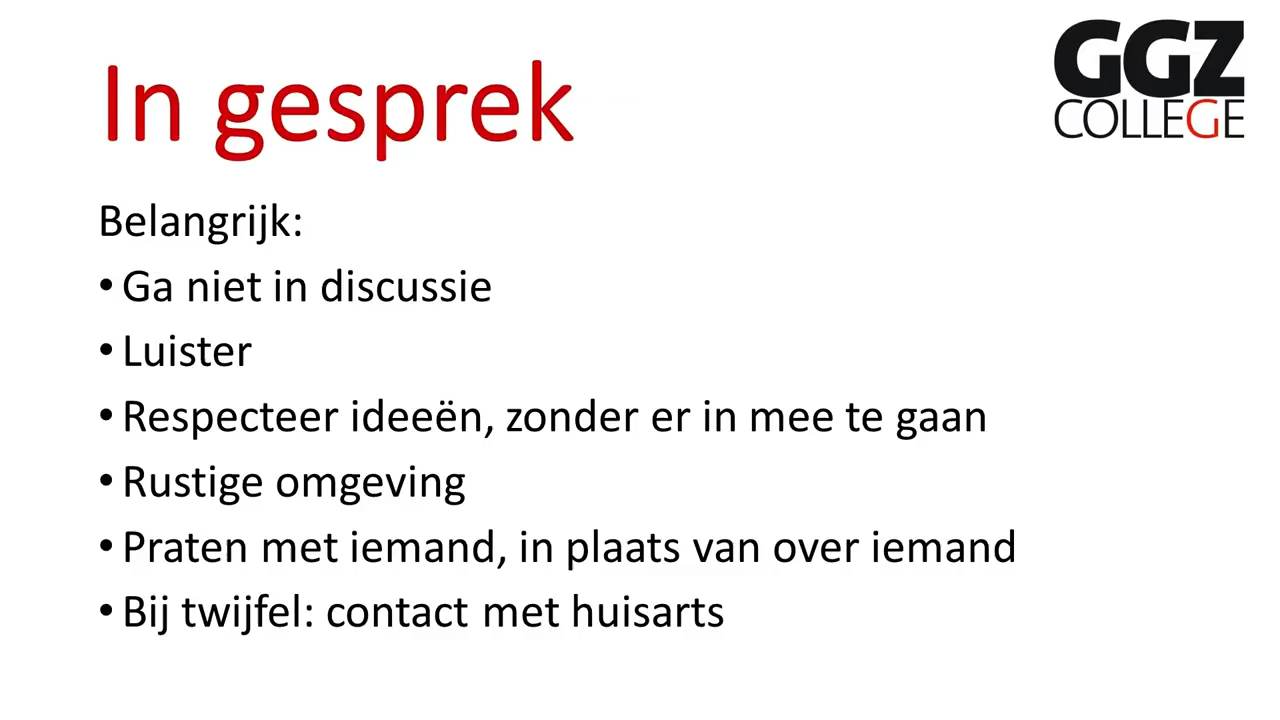 In gesprek
GGZ
COLLEGE
Belangrijk:
• Ga niet in discussie
• Luister
• Respecteer ideeën, zonder er in mee te gaan
• Rustige omgeving
• Praten met iemand, in plaats van over iemand
• Bij twijfel: contact met huisarts